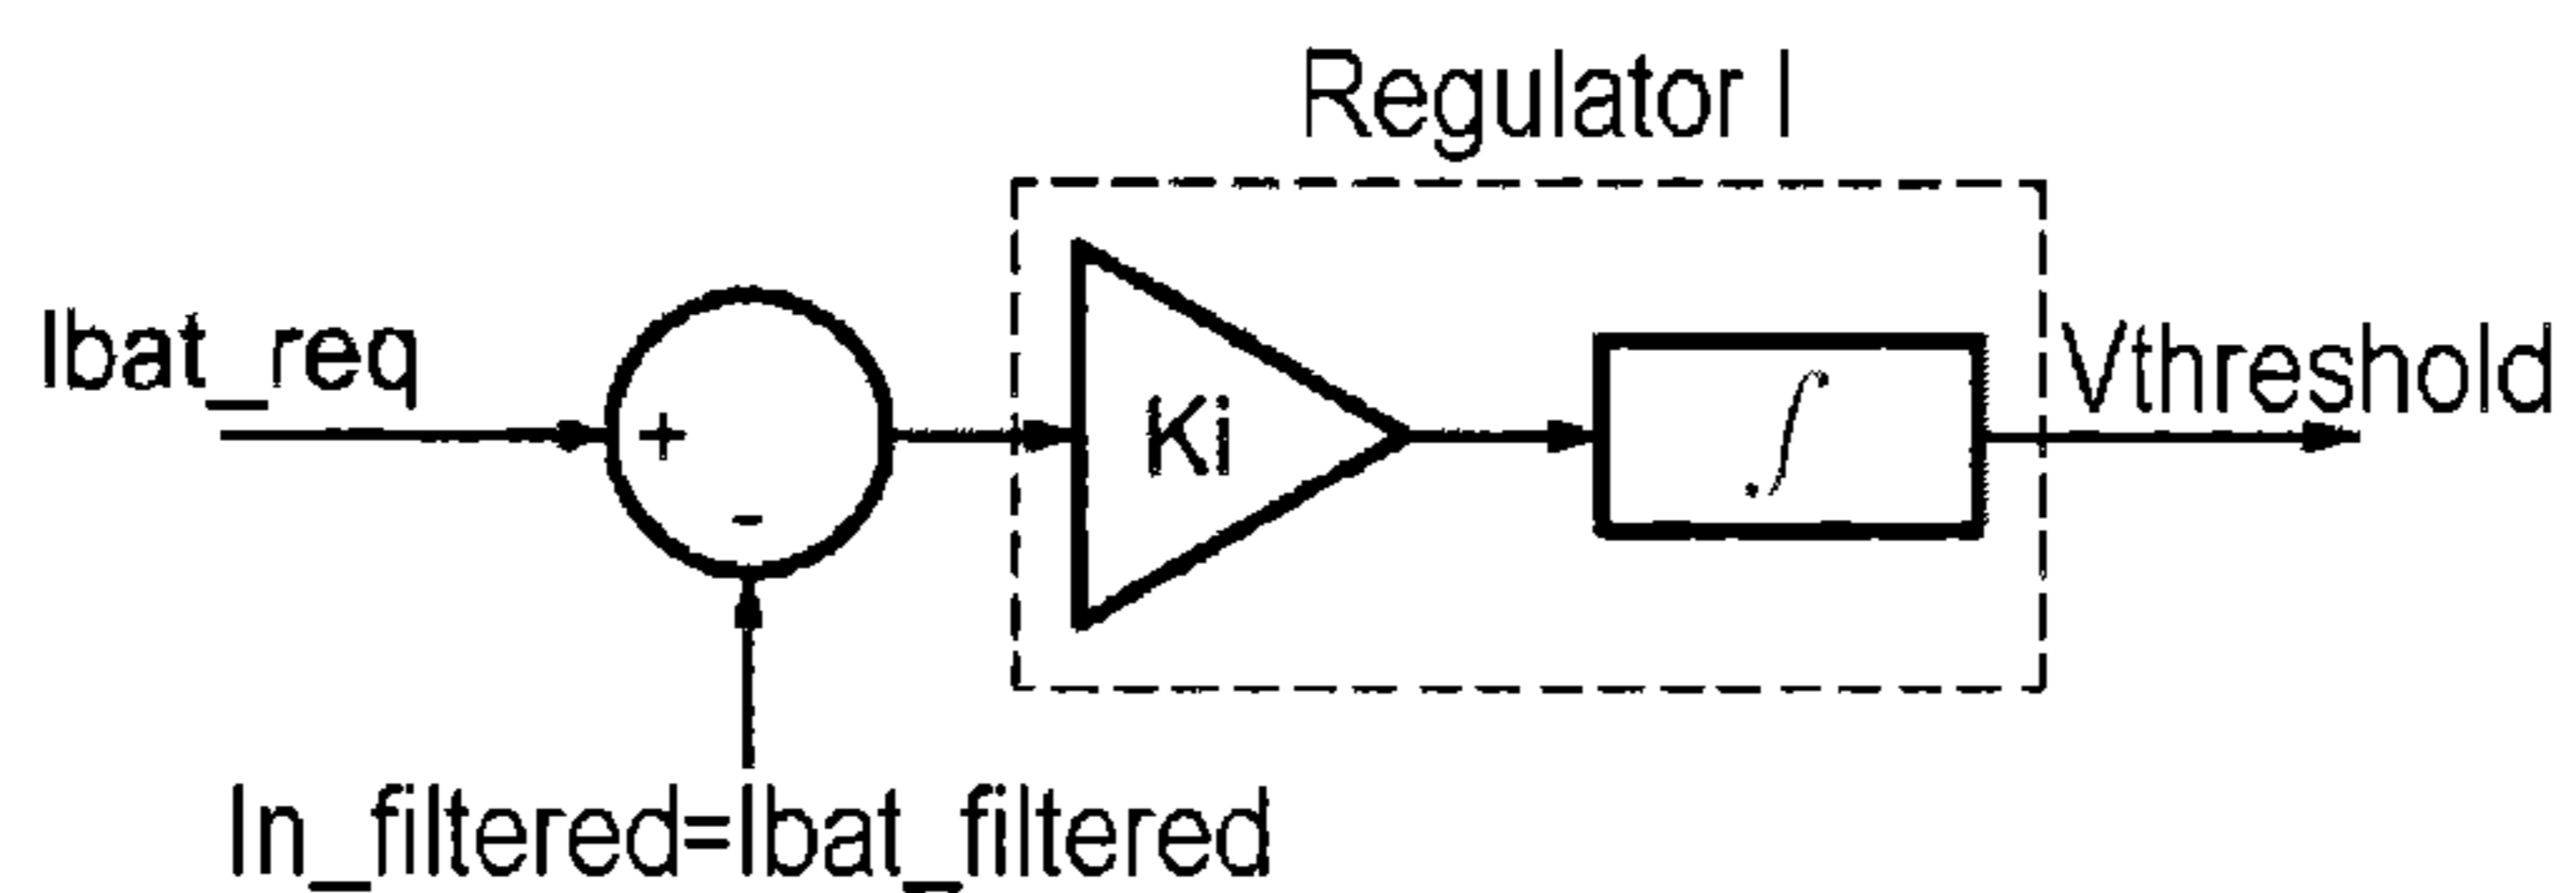 Regulator I
Ibat_req
+
-
Ki
∫
Vthreshold
In_filtered=Ibat_filtered